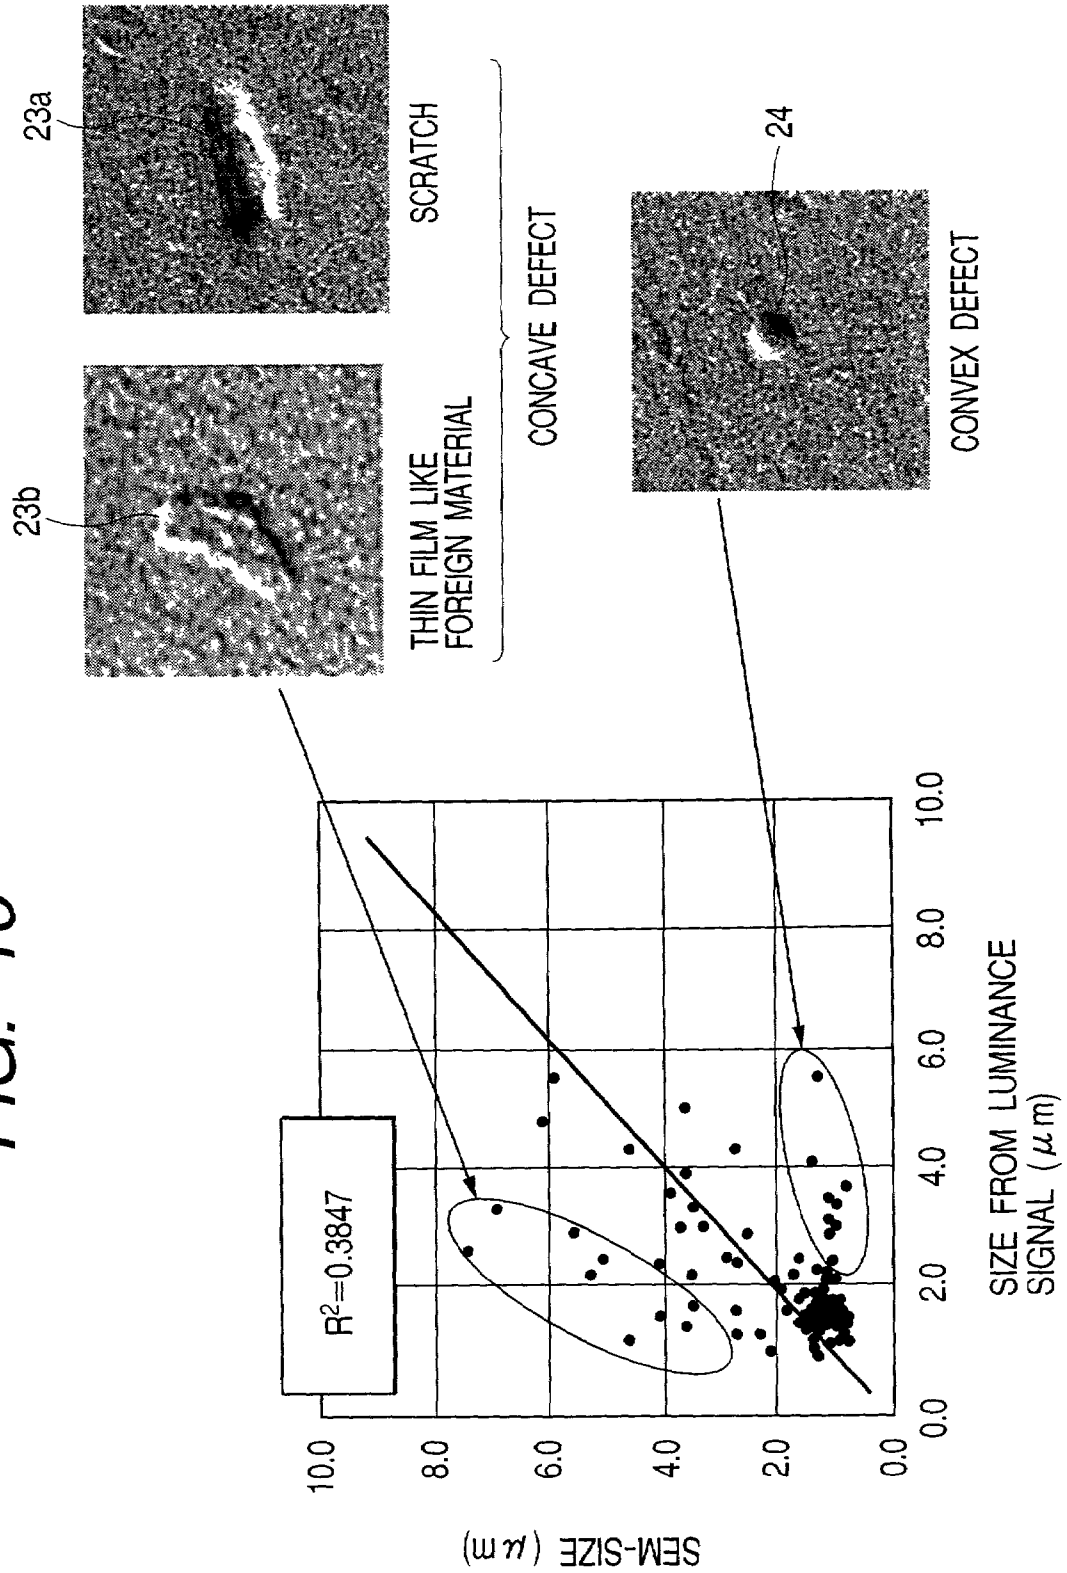 23b
23a
THIN FILM LIKE
FOREIGN MATERIAL
SCRATCH
CONCAVE DEFECT
24
CONVEX DEFECT
R²=0.3847
SEM-SIZE (μm)
10.0
8.0
6.0
4.0
2.0
0.0
0.0
2.0
4.0
6.0
8.0
10.0
SIZE FROM LUMINANCE
SIGNAL (μm)